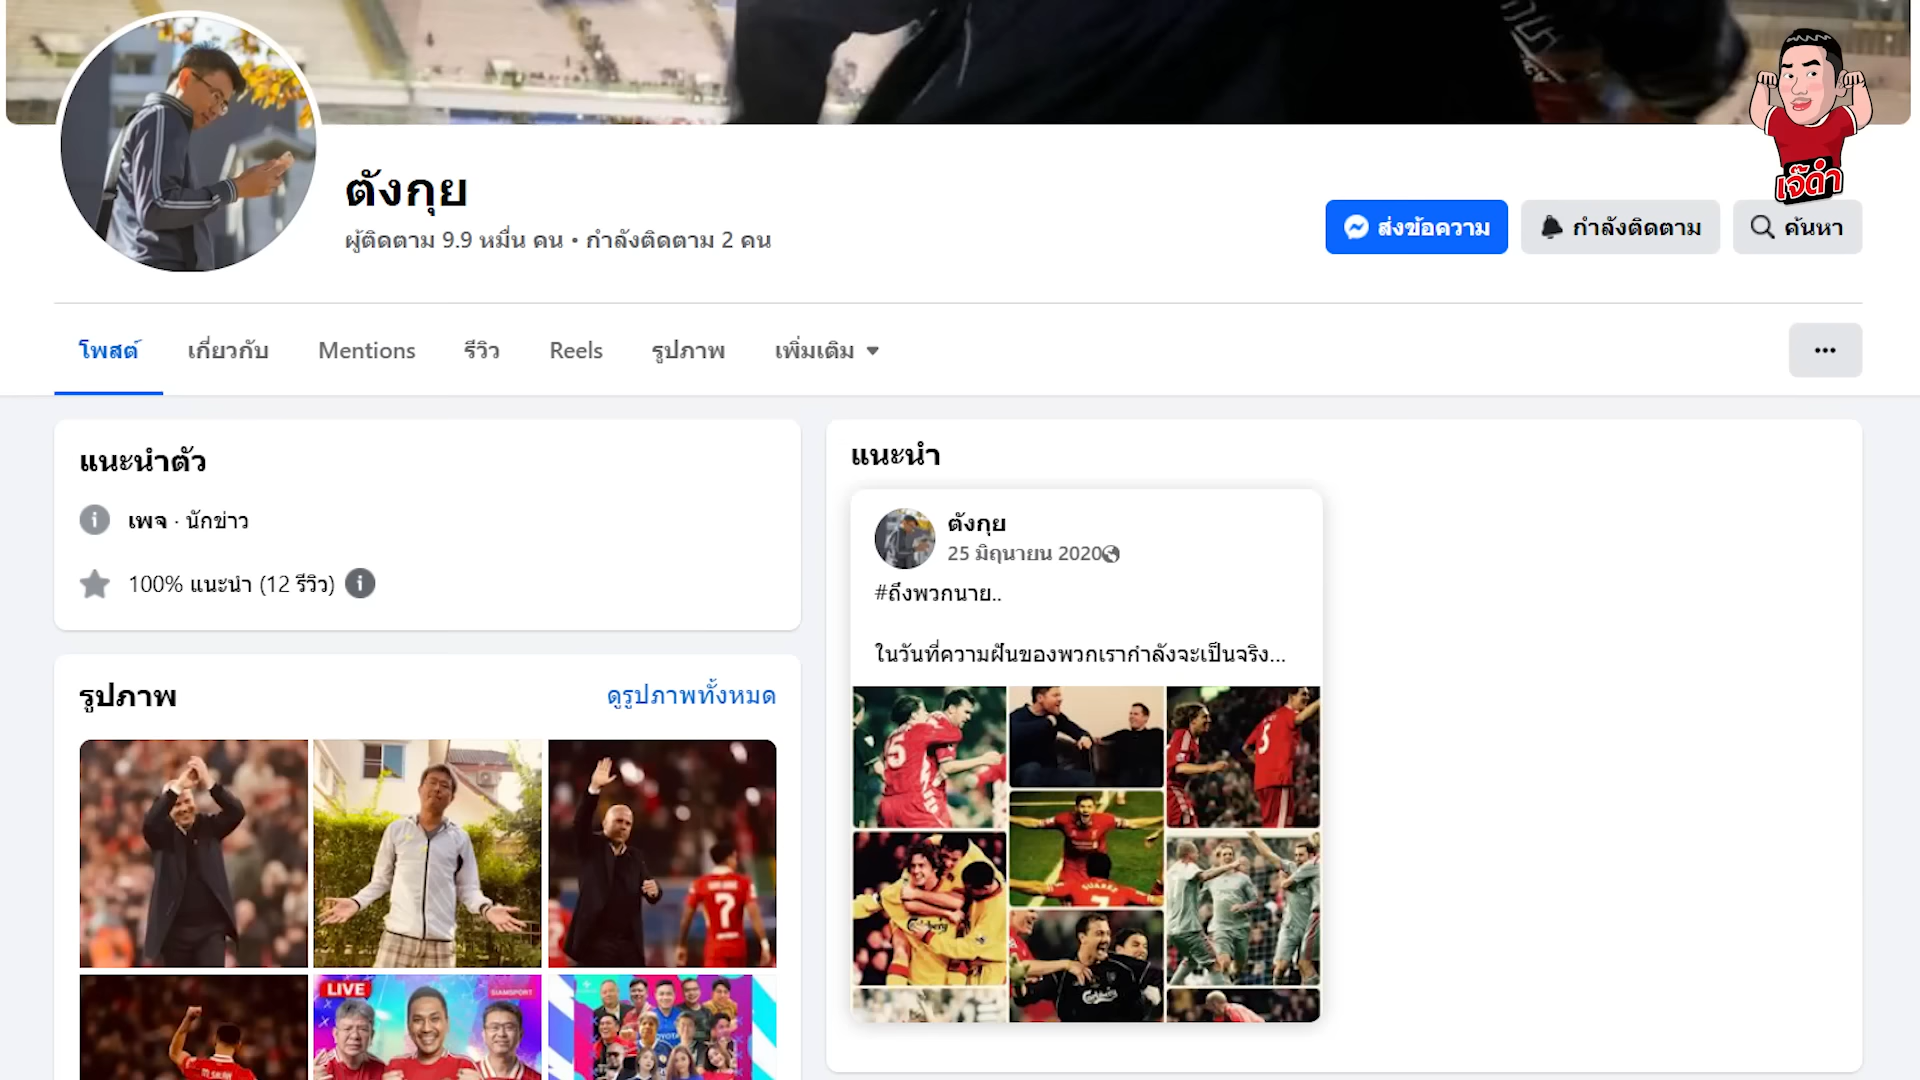 เจ๊ดำ
ตังกุย
ผู้ติดตาม 9.9 หมื่น คน • กำลังติดตาม 2 คน
ส่งข้อความ
กำลังติดตาม
ค้นหา
โพสต์
เกี่ยวกับ
Mentions
รีวิว
Reels
รูปภาพ
เพิ่มเติม
แนะนำตัว
เพจ · นักข่าว
100% แนะนำ (12 รีวิว)
รูปภาพ
ดูรูปภาพทั้งหมด
7
LIVE
SIAMSPORT
M.SALAH
แนะนำ
ตังกุย
25 มิถุนายน 2020
#ถึงพวกนาย..
ในวันที่ความฝันของพวกเรากำลังจะเป็นจริง...
5
SUAREZ
7
Carlsberg
Carlsberg